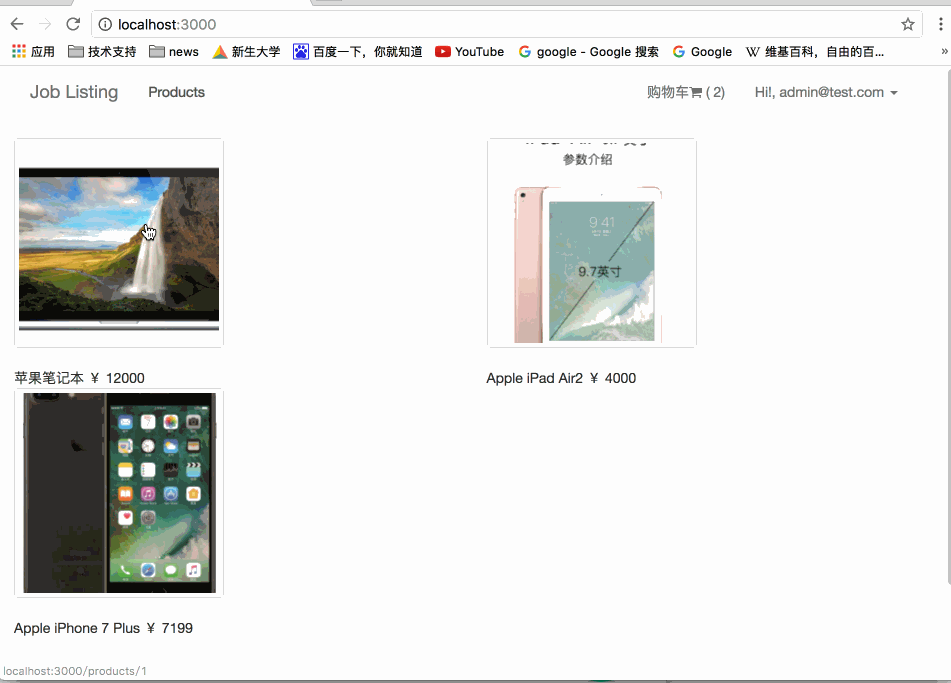 localhost:3000
应用 技术支持 news 新生大学 百度一下，你就知道 YouTube google - Google 搜索 Google 维基百科，自由的百... »
Job Listing Products 购物车 ( 2) Hi!, admin@test.com
参数介绍
9:41
9.7英寸
苹果笔记本 ¥ 12000 Apple iPad Air2 ¥ 4000
Apple iPhone 7 Plus ¥ 7199
localhost:3000/products/1